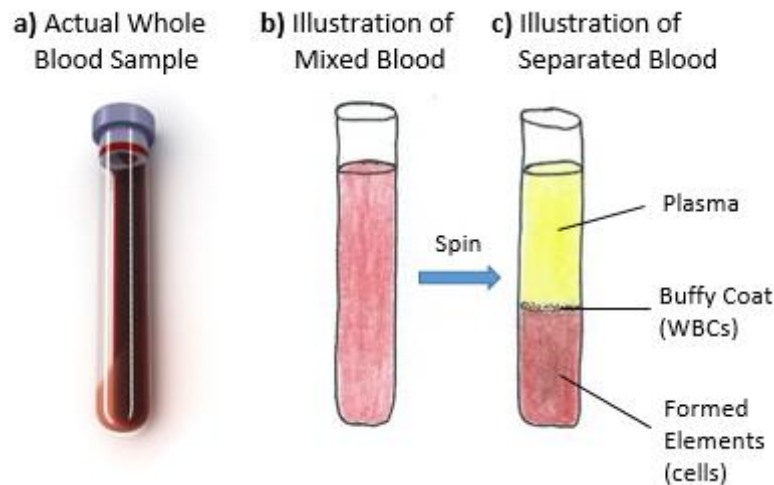 a) Actual Whole
Blood Sample
b) Illustration of
Mixed Blood
c) Illustration of
Separated Blood
Spin
Plasma
Buffy Coat
(WBCs)
Formed
Elements
(cells)